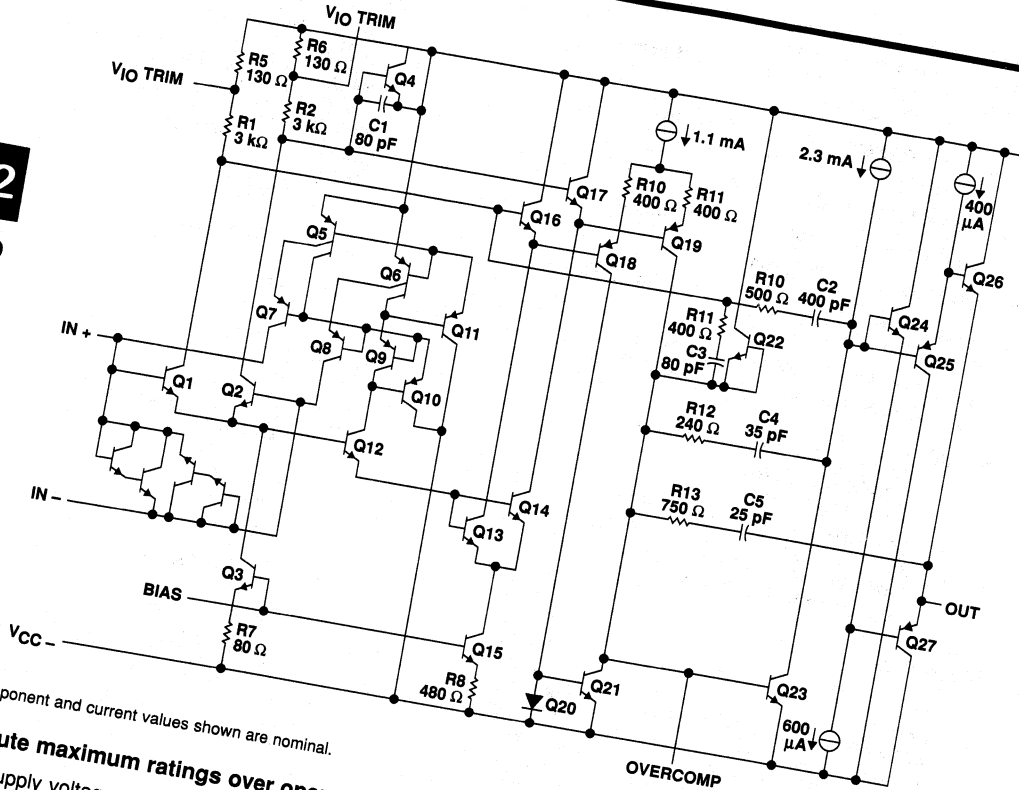 V_IO TRIM
V_IO TRIM
R5
130 Ω
R6
130 Ω
Q4
R1
3 kΩ
R2
3 kΩ
C1
80 pF
1.1 mA
2.3 mA
400
μA
2
Q17
Q16
R10
400 Ω
R11
400 Ω
Q5
Q6
Q18
Q19
Q26
Q7
Q8
Q9
Q11
R10
500 Ω
C2
400 pF
R11
400 Ω
Q24
IN +
C3
80 pF
Q22
Q25
Q1
Q2
Q10
R12
240 Ω
C4
35 pF
Q12
IN −
R13
750 Ω
C5
25 pF
Q13
Q14
Q3
BIAS
OUT
V_CC −
R7
80 Ω
Q15
Q27
R8
480 Ω
Q20
Q21
Q23
600
μA
OVERCOMP
ponent and current values shown are nominal.
ute maximum ratings over
upply